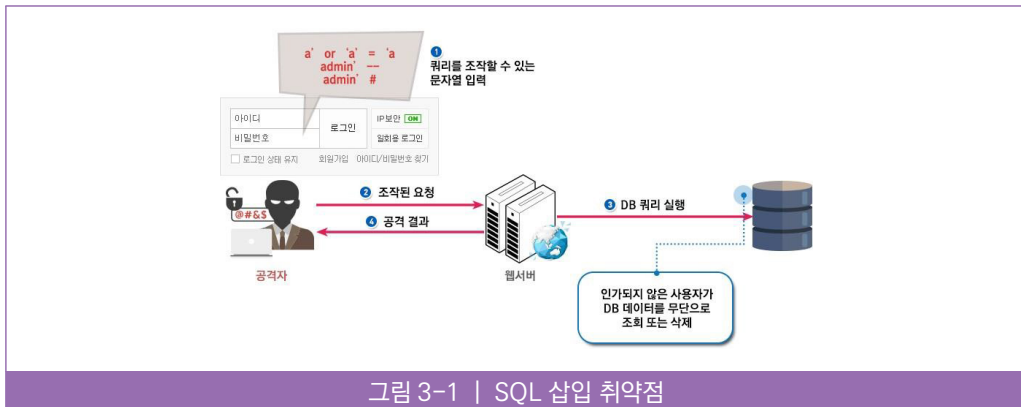 a' or 'a' = 'a
admin' --
admin' #
1
쿼리를 조작할 수 있는
문자열 입력
아이디
비밀번호
로그인
IP보안 ON
일회용 로그인
로그인 상태 유지
회원가입 아이디/비밀번호 찾기
@#&$
2 조작된 요청
4 공격 결과
3 DB 쿼리 실행
공격자
웹서버
인가되지 않은 사용자가
DB 데이터를 무단으로
조회 또는 삭제
그림 3-1 | SQL 삽입 취약점